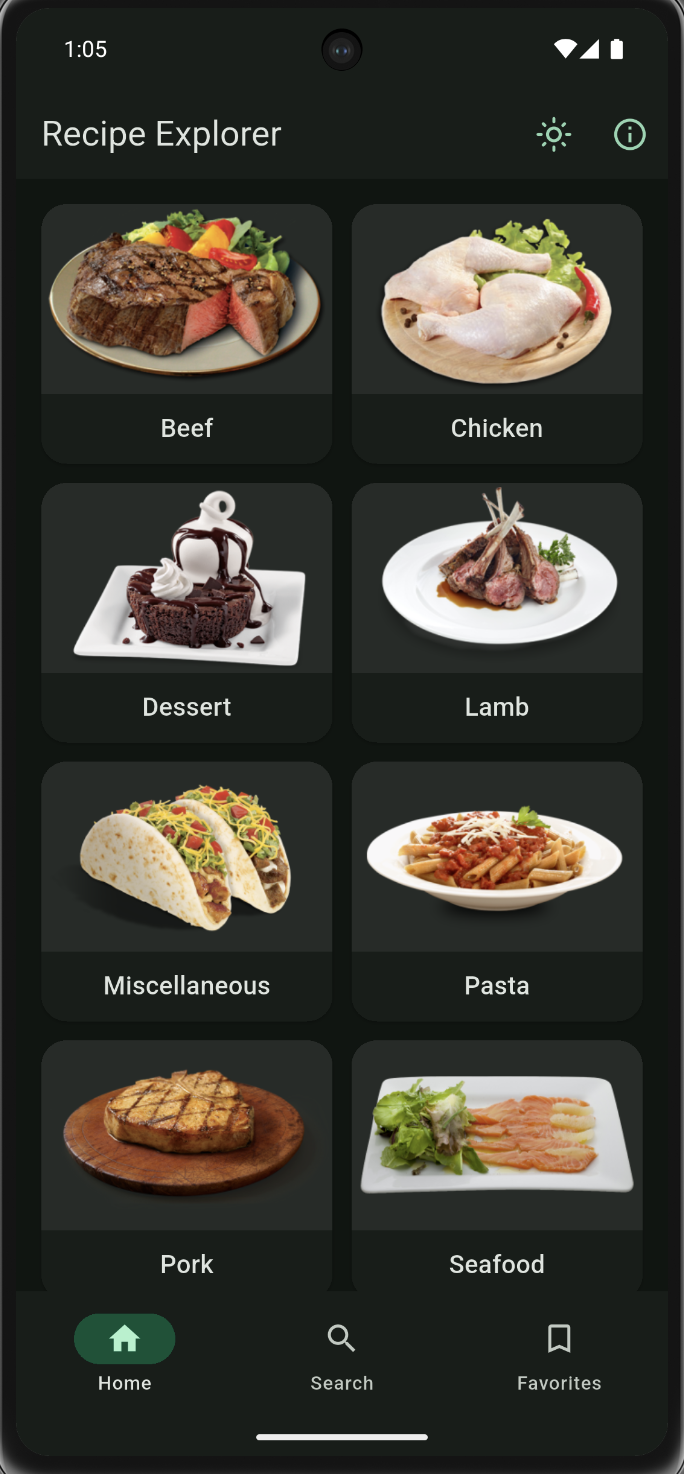 1:05
Recipe Explorer
Beef
Chicken
Dessert
Lamb
Miscellaneous
Pasta
Pork
Seafood
Home
Search
Favorites